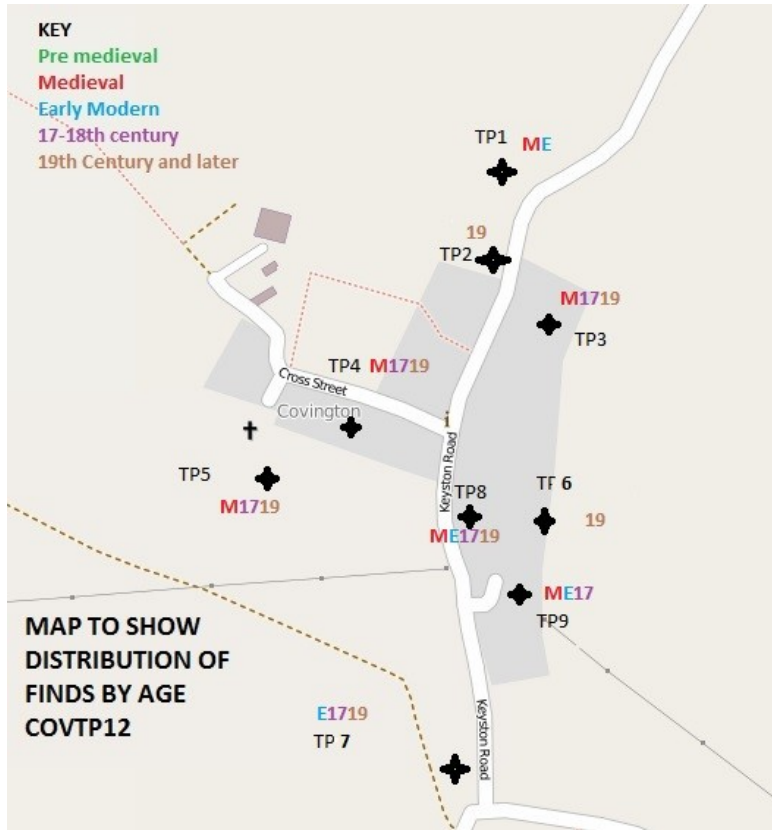 KEY
Pre medieval
Medieval
Early Modern
17-18th century
19th Century and later
TP1
ME
19
TP2
M1719
TP3
TP4 M1719
Cross Street
Covington
i
Keyston Road
TP5
M1719
TP8
ME1719
TP 6
19
ME17
TP9
MAP TO SHOW
DISTRIBUTION OF
FINDS BY AGE
COVTP12
E1719
TP 7
Keyston Road